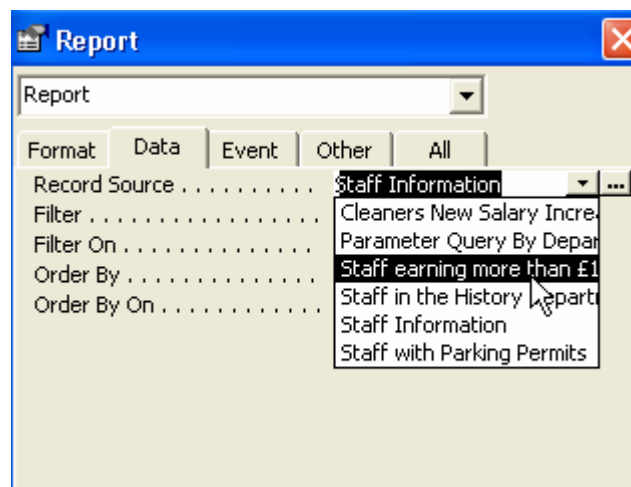 Report
Report
Format Data Event Other All
Record Source . . . . . . . . . . Staff Information ...
Filter . . . . . . . . . . . . . . . . . . Cleaners New Salary Incre
Filter On . . . . . . . . . . . . . . . Parameter Query By Depar
Order By . . . . . . . . . . . . . . . Staff earning more than £1
Order By On . . . . . . . . . . . . Staff in the History Departr
Staff Information
Staff with Parking Permits